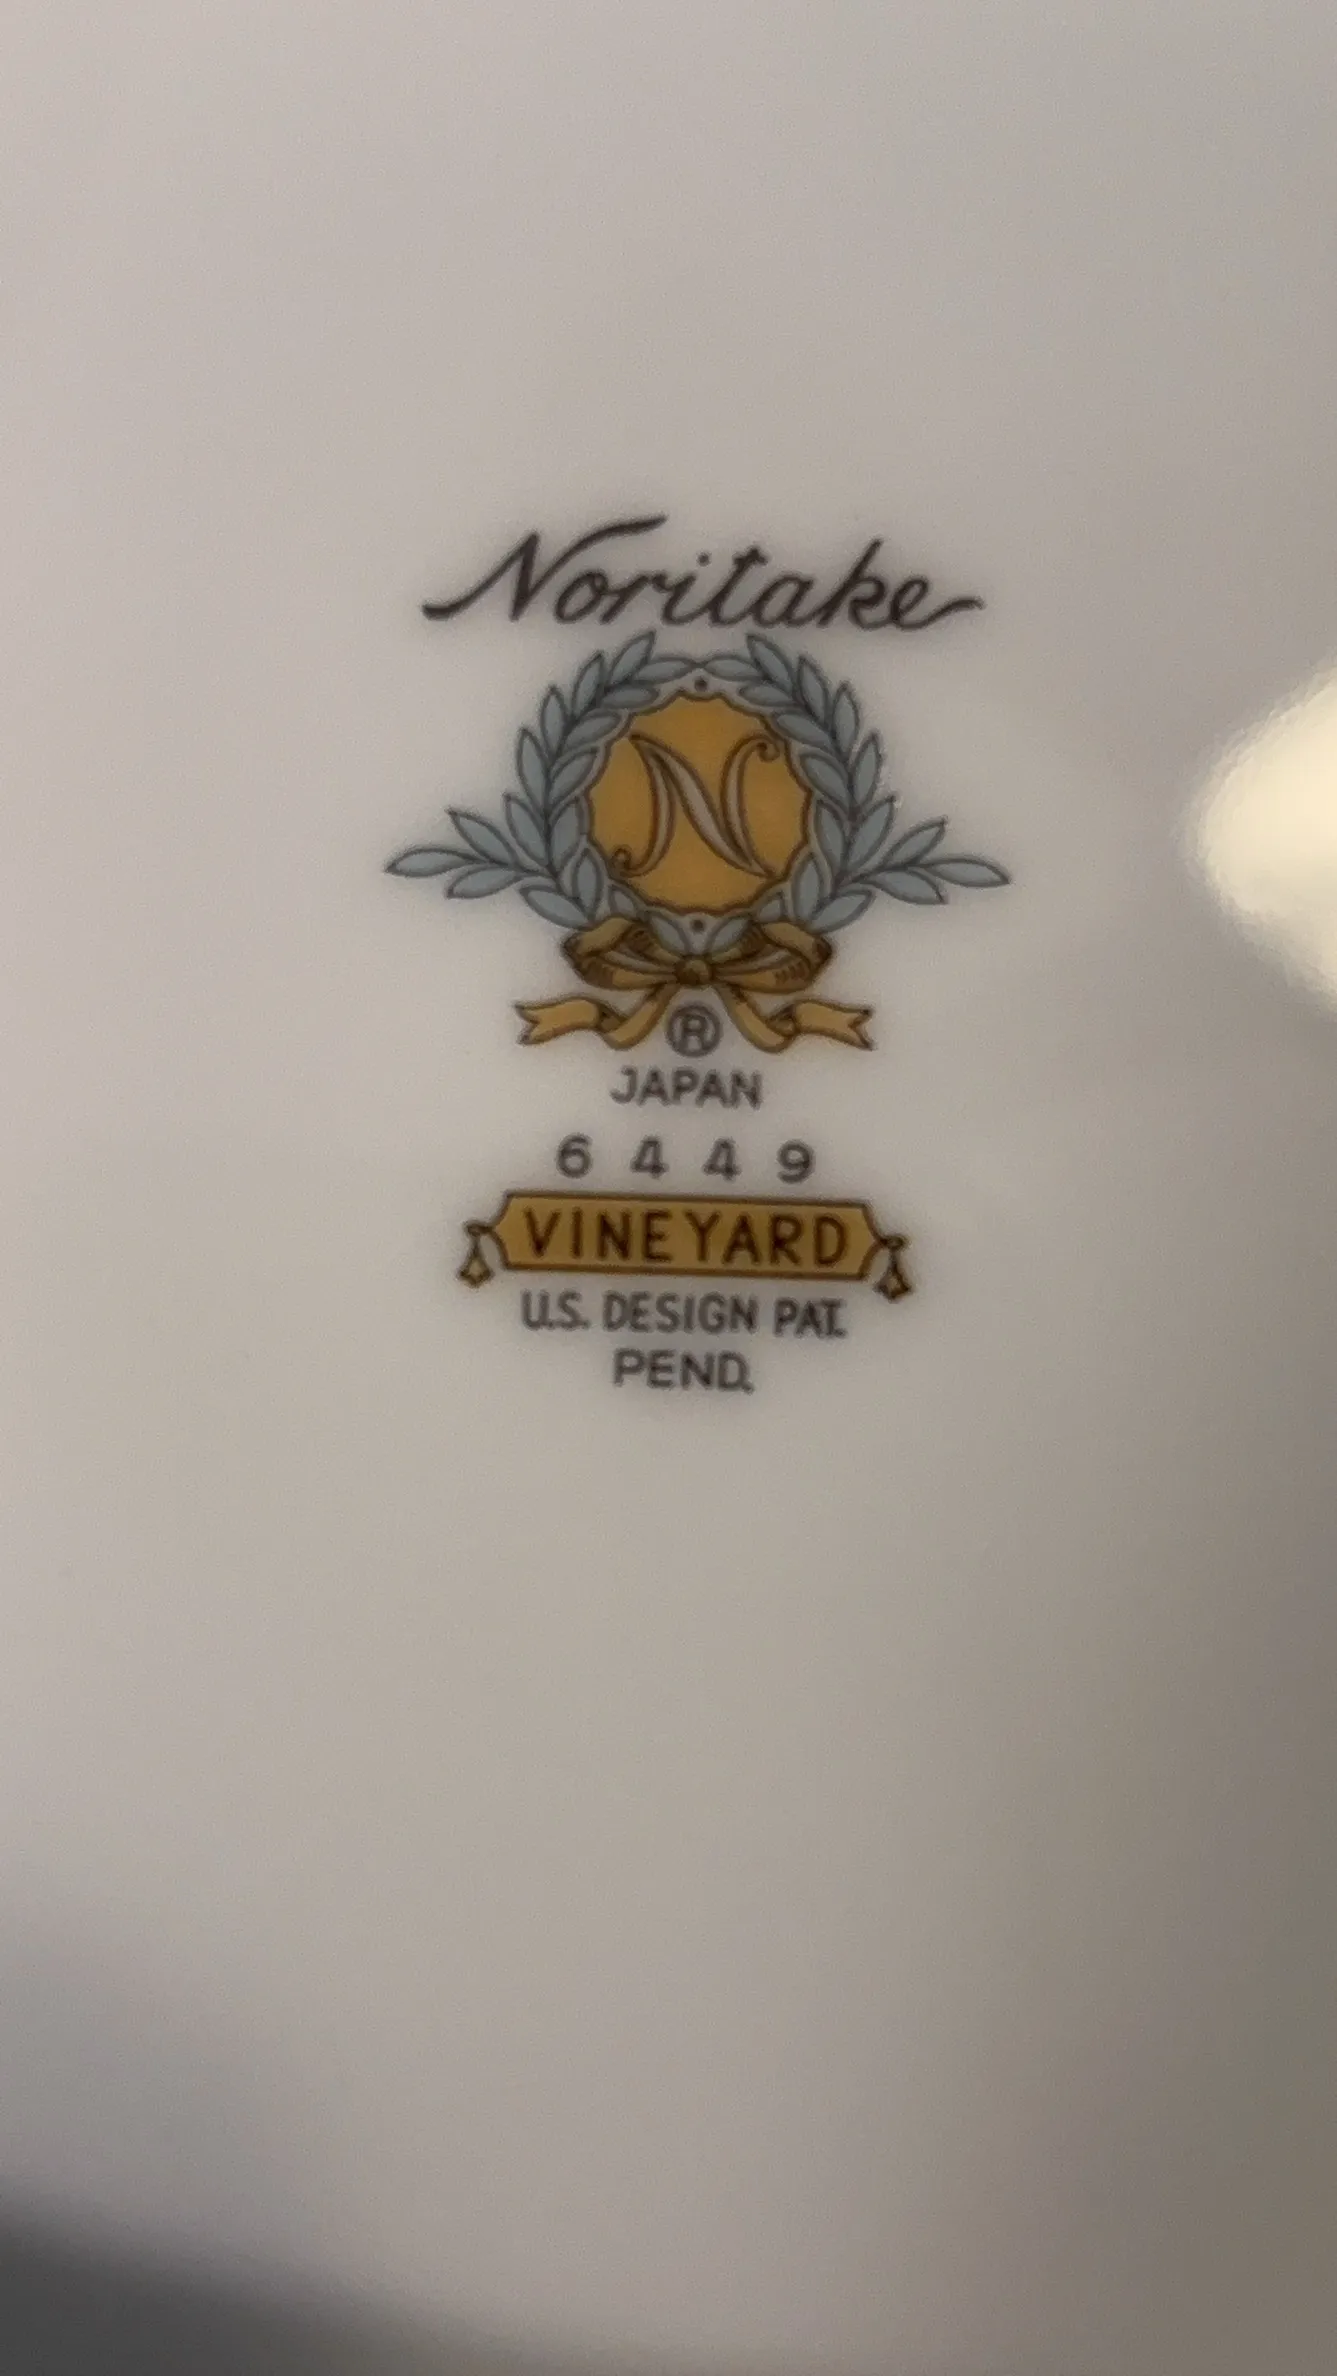 Noritake
N
®
JAPAN
6449
VINEYARD
U.S. DESIGN PAT.
PEND.